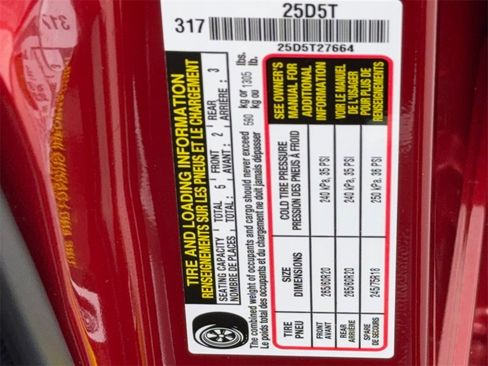 317
25D5T
25D5T27664
TIRE AND LOADING INFORMATION
RENSEIGNEMENTS SUR LES PNEUS ET LE CHARGEMENT
SEATING CAPACITY TOTAL : 5 FRONT 2 REAR 3
NOMBRE DE PLACES TOTAL : AVANT : ARRIÈRE :
The combined weight of occupants and cargo should never exceed 590 kg or 1305 lbs.
Le poids total des occupants et du chargement ne doit jamais dépasser kg ou lb.
TIRE SIZE COLD TIRE PRESSURE
PNEU DIMENSIONS PRESSION DES PNEUS À FROID
FRONT 265/60R20 240 kPa, 35 PSI
AVANT
REAR 265/60R20 240 kPa, 35 PSI
ARRIÈRE
SPARE 245/75R18 250 kPa, 36 PSI
DE SECOURS
SEE OWNER'S
MANUAL FOR
ADDITIONAL
INFORMATION
VOIR LE MANUEL
DE L'USAGER
POUR PLUS DE
RENSEIGNEMENTS